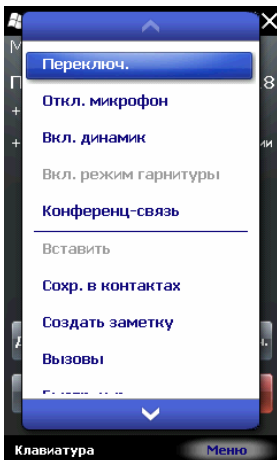 Переключ.
Откл. микрофон
Вкл. динамик
Вкл. режим гарнитуры
Конференц-связь
Вставить
Сохр. в контактах
Создать заметку
Вызовы
Клавиатура
Меню